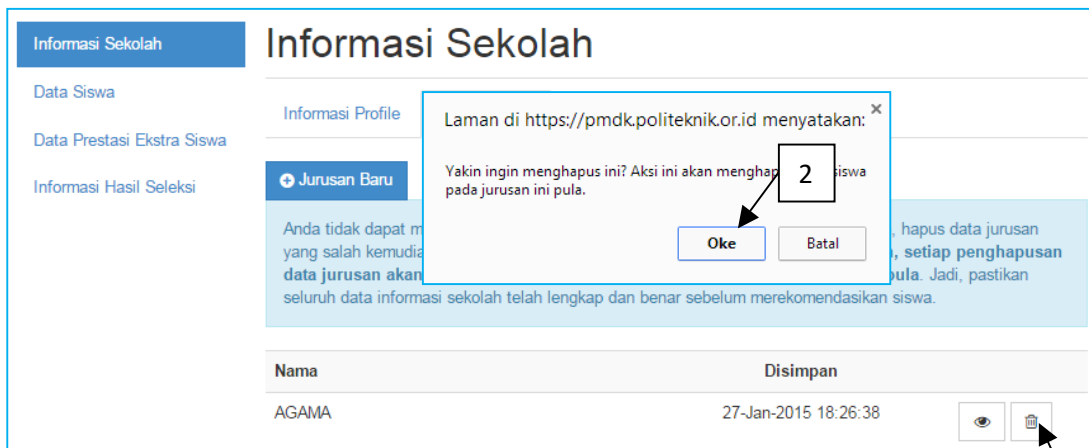 Informasi Sekolah
Informasi Sekolah
Data Siswa
Data Prestasi Ekstra Siswa
Informasi Hasil Seleksi
Informasi Profile
Laman di https://pmdk.politeknik.or.id menyatakan: ×
Yakin ingin menghapus ini? Aksi ini akan siswa
pada jurusan ini pula.
2
Oke Batal
Jurusan Baru
Anda tidak dapat , hapus data jurusan
yang salah , setiap penghapusan
data jurusan akan . Jadi, pastikan
seluruh data informasi sekolah telah lengkap dan benar sebelum merekomendasikan siswa.
Nama Disimpan
AGAMA 27-Jan-2015 18:26:38